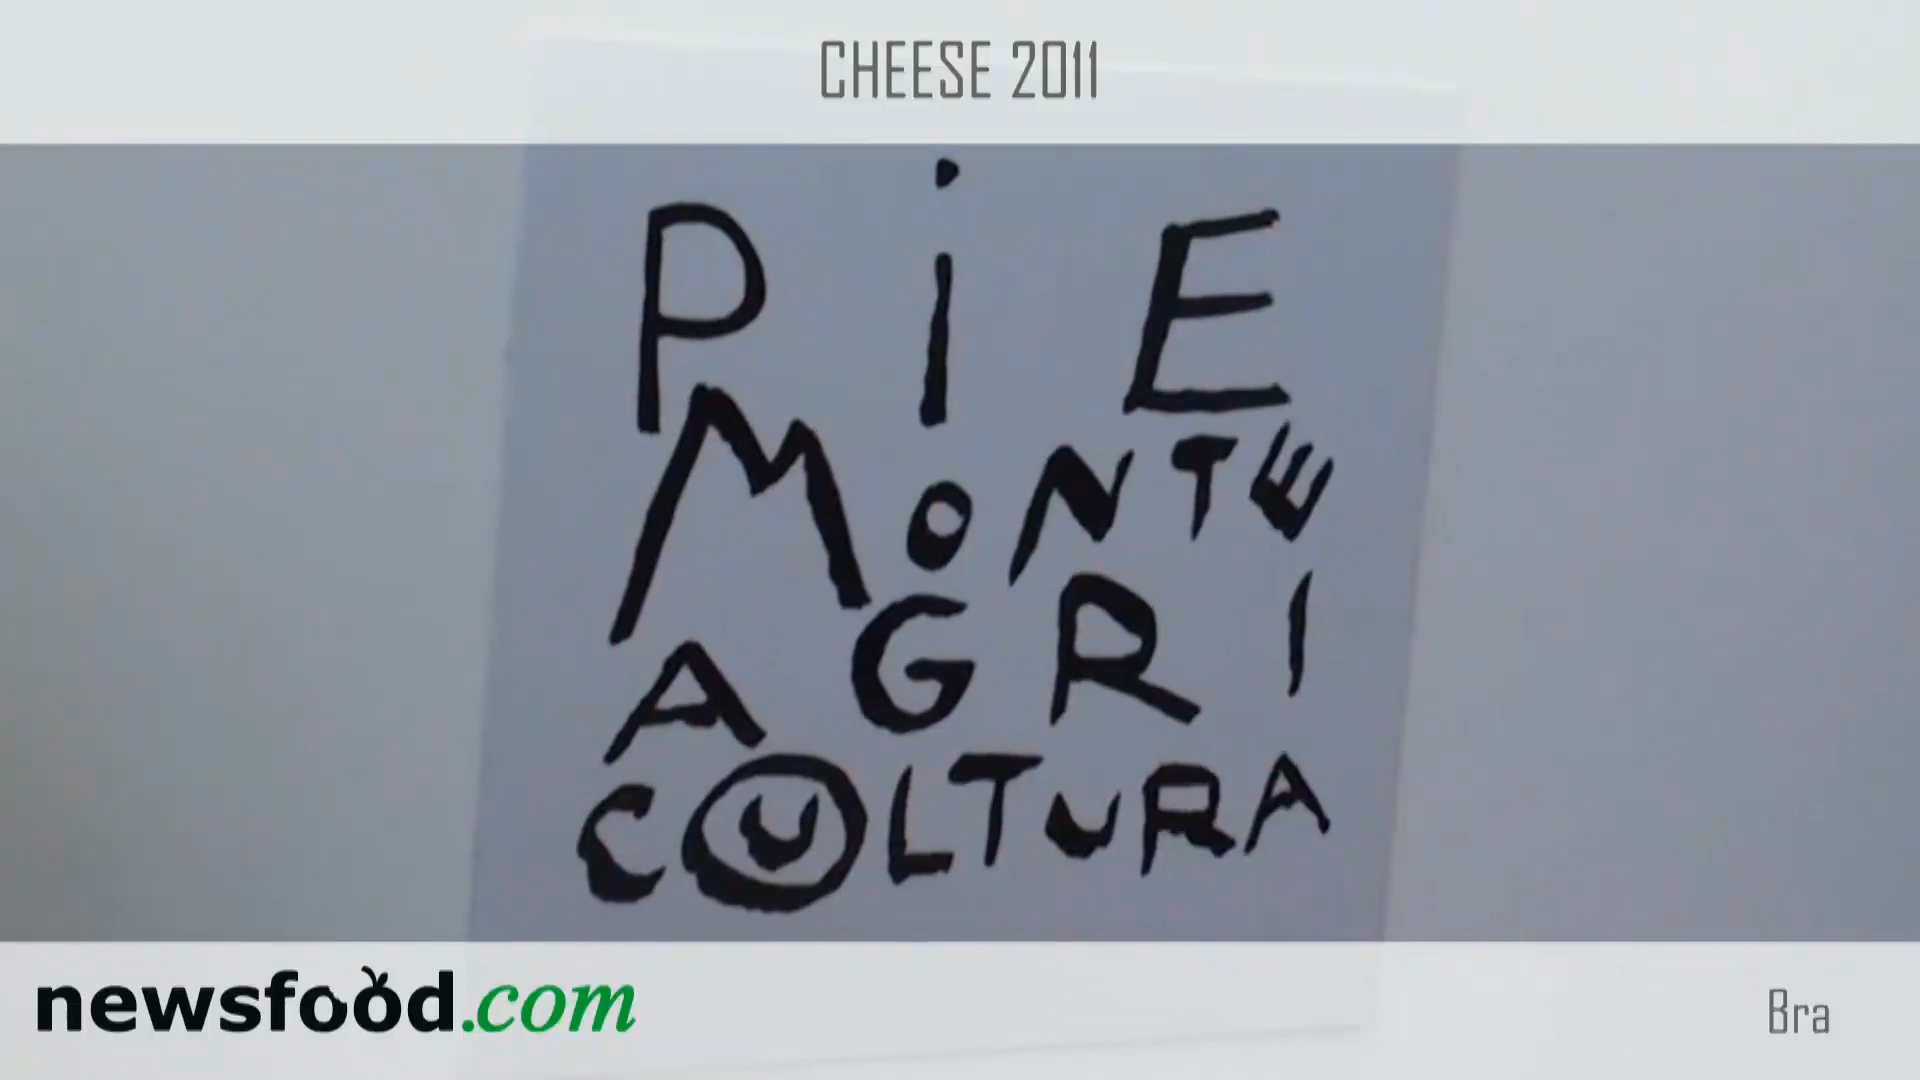 CHEESE 2011
PiE
MONTE
AGRI
CULTURA
newsfood.com
Bra